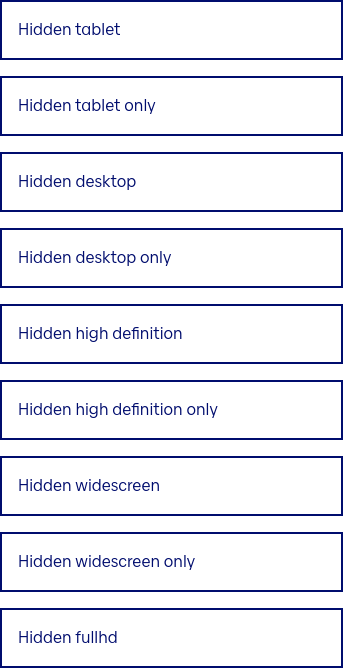 Hidden tablet
Hidden tablet only
Hidden desktop
Hidden desktop only
Hidden high definition
Hidden high definition only
Hidden widescreen
Hidden widescreen only
Hidden fullhd